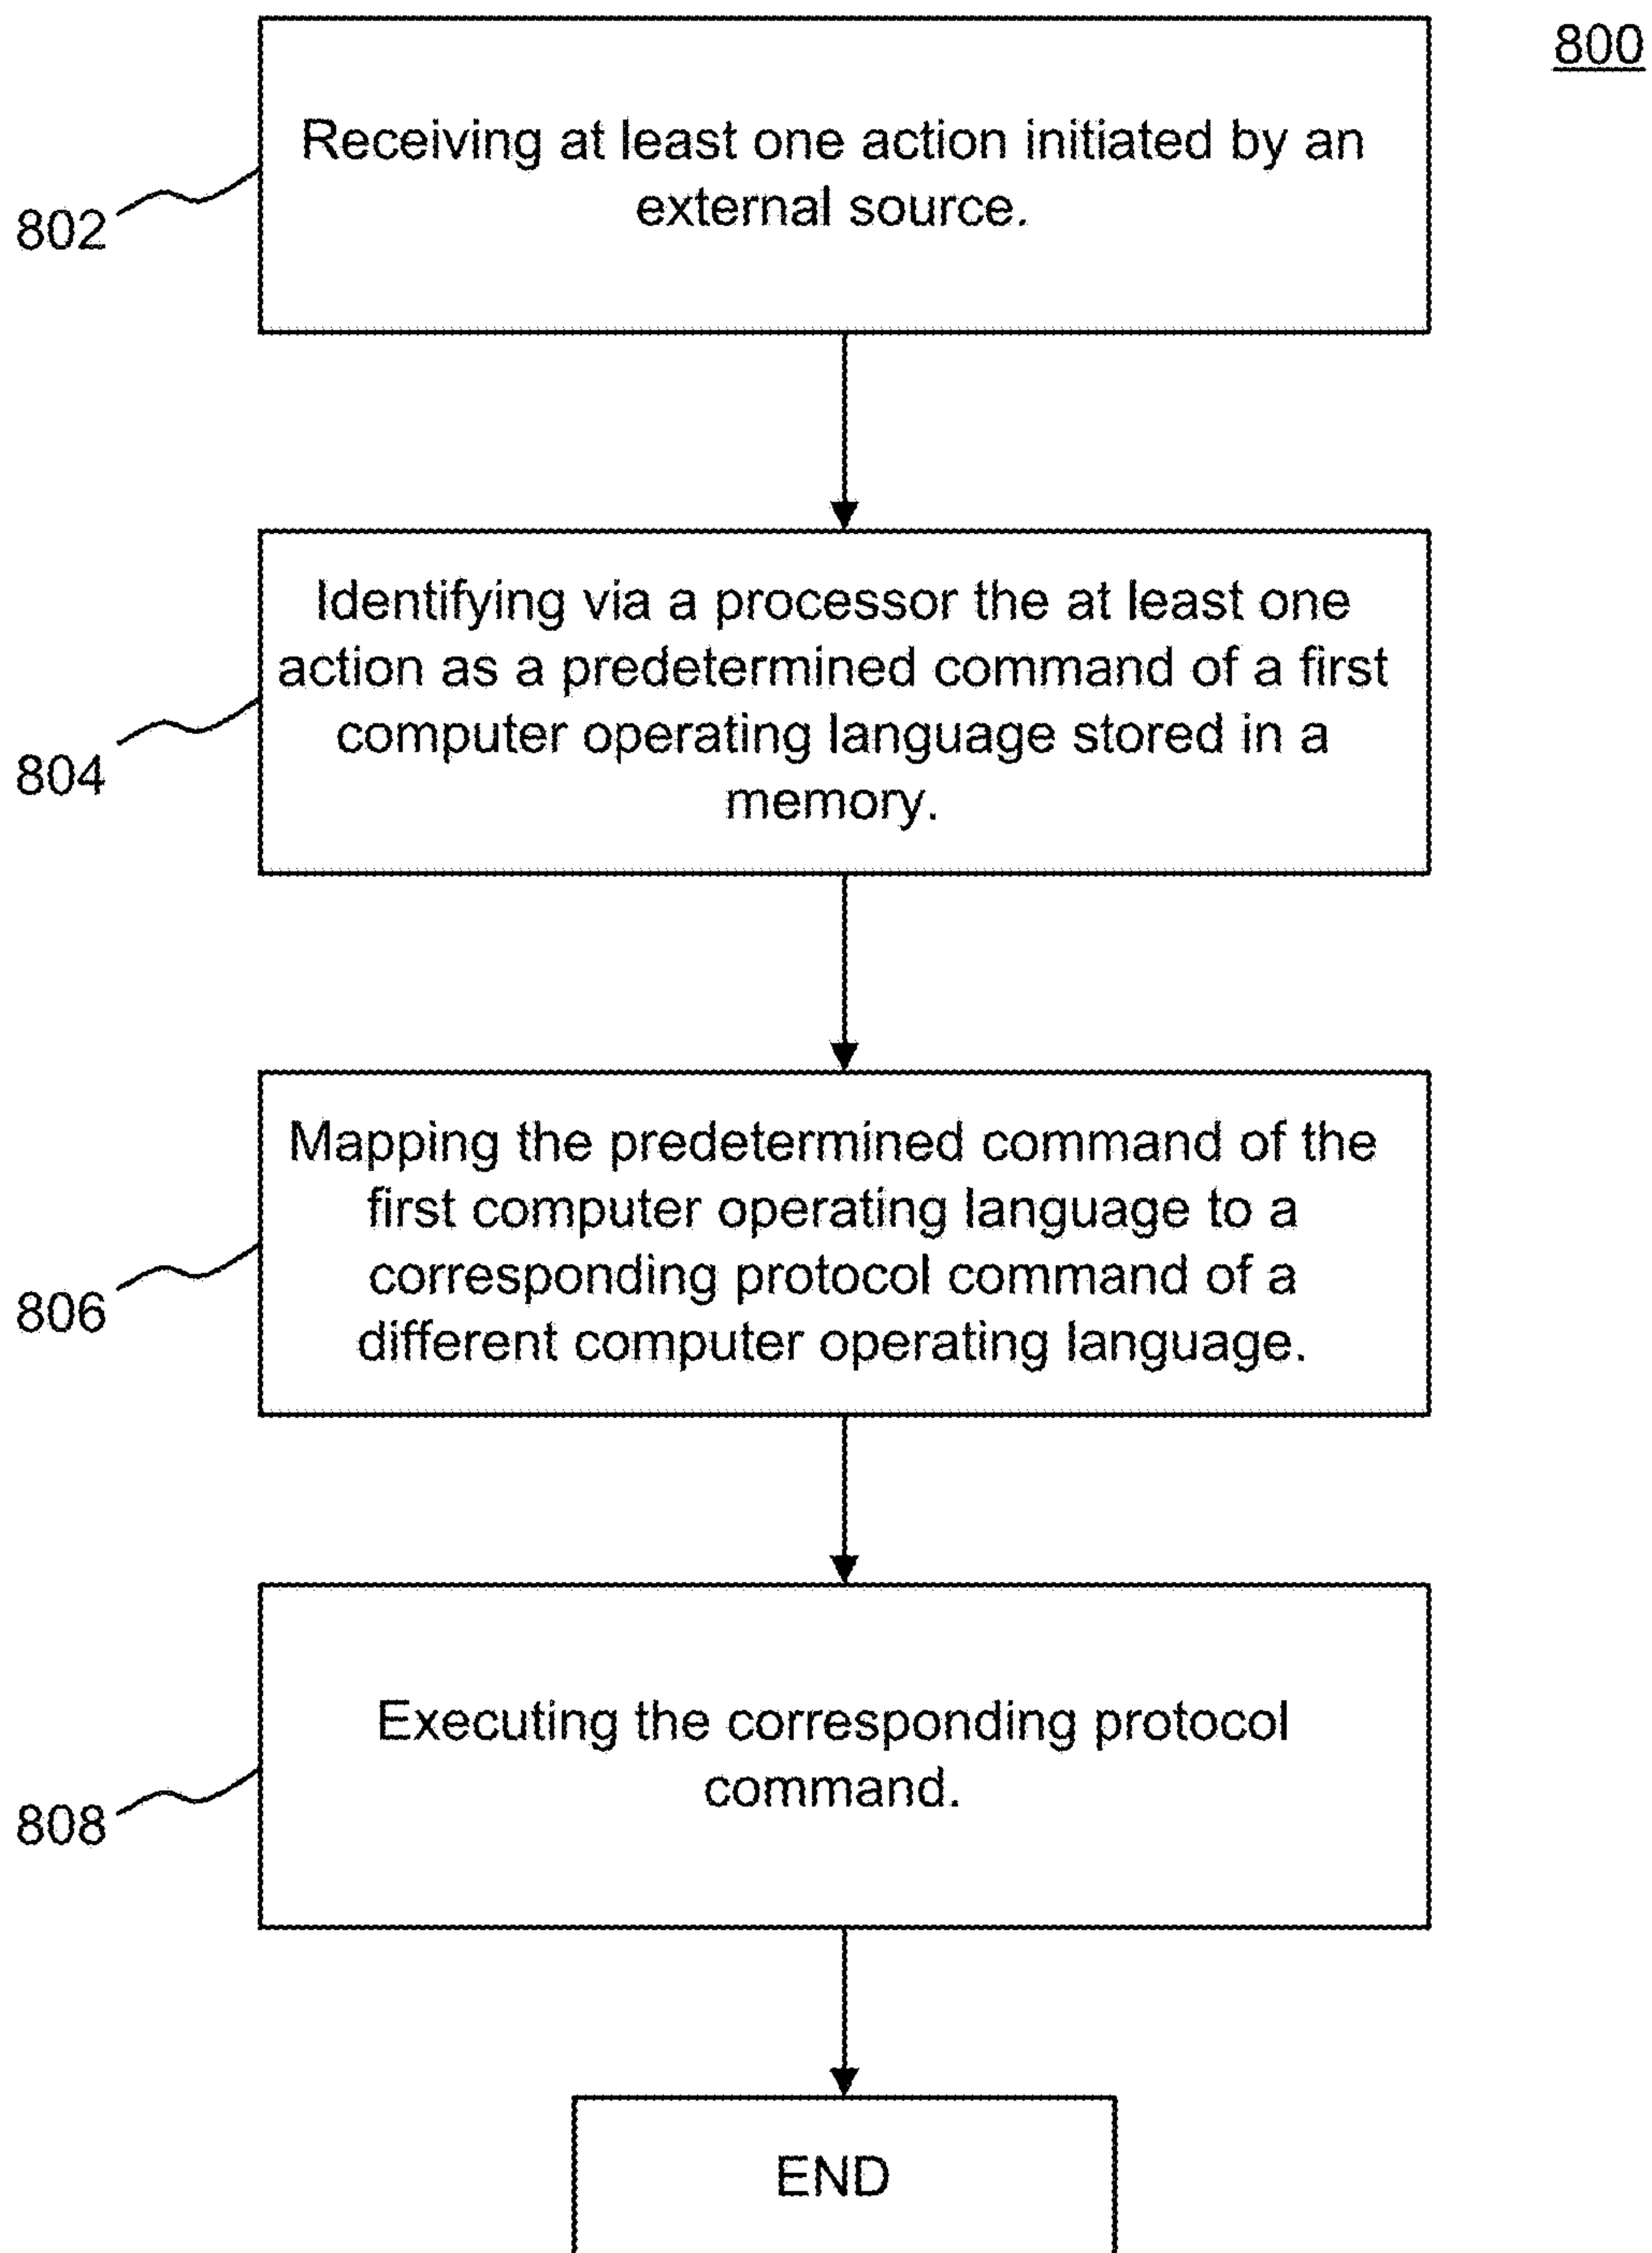 800
Receiving at least one action initiated by an
external source.
802
Identifying via a processor the at least one
action as a predetermined command of a first
computer operating language stored in a
memory.
804
Mapping the predetermined command of the
first computer operating language to a
corresponding protocol command of a
different computer operating language.
806
Executing the corresponding protocol
command.
808
END